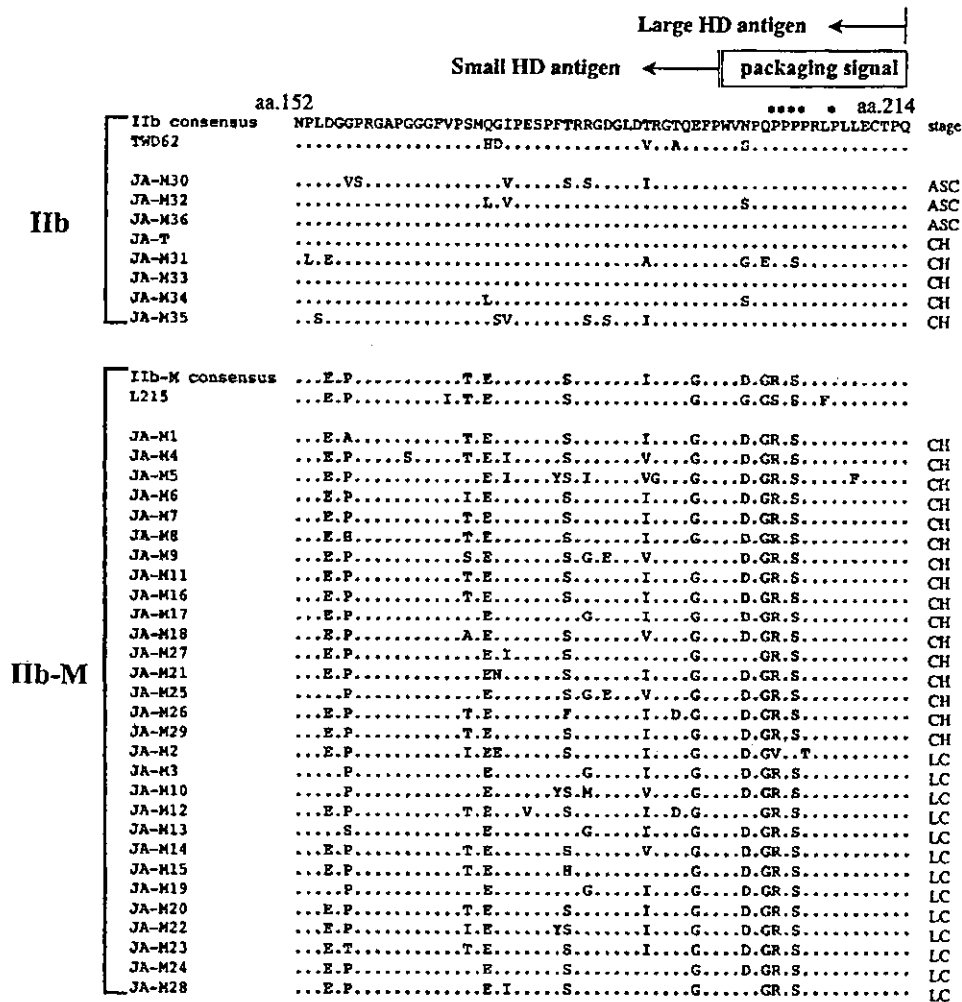 Large HD antigen
Small HD antigen
packaging signal
aa.152
aa.214
IIb consensus NPLDGGPRGAPGGGFVPSMQGIPESPFTRRGDGLDTRGTQEFPWVNPQPPPPRLPLLECTPQ stage
TWD62 ...................HD..............V..A......S................
IIb
JA-M30 .....VS..............V.....S.S.....I.......................... ASC
JA-M32 ...................L.V.......................S................ ASC
JA-M36 .............................................................. ASC
JA-T .............................................................. CH
JA-M31 .L.E...............................A.........G.E..S........... CH
JA-M33 .............................................................. CH
JA-M34 ...................L.........................S................ CH
JA-M35 ..S.................SV.......G.S...I.......................... CH
IIb-M
IIb-M consensus ...E.P...........T.E.......S.......I....G....D.GR.S...........
L215 ...E.P.........I.T.E.......S............G....G.GS.S..F........
JA-M1 ...E.A...........T.E.......S.......I....G....D.GR.S........... CH
JA-M4 ...E.P.....S.....T.E.I.....S.......V....G....D.GR.S........... CH
JA-M5 ...E.P.............E.I....YS.I.....VG...G....D.GR.S.....F..... CH
JA-M6 ...E.P...........I.E.......S.......I....G....D.GR.S........... CH
JA-M7 ...E.P...........T.E.......S.......I....G....D.GR.S........... CH
JA-M8 ...E.H...........T.E.......S.......I....G....D.GR.S........... CH
JA-M9 ...E.P...........S.E.......S.G.E...V.........D.GR.S........... CH
JA-M11 ...E.P...........T.E.......S.......I....G....D.GR.S........... CH
JA-M16 ...E.P...........T.E.......S.......I....G....D.GR.S........... CH
JA-M17 ...E.P.............E.........G.....I....G....D.GR.S........... CH
JA-M18 ...E.P...........A.E.......S.......V....G....D.GR.S........... CH
JA-M27 ...E.P.............E.I.....S............G......GR.S........... CH
JA-M21 ...E.P.............EN......S.......I....G....D.GR.S........... CH
JA-M25 .....P.............E.......S.G.E...V....G....D.GR.S........... CH
JA-M26 ...E.P...........T.E.......F.......I..D.G....D.GR.S........... CH
JA-M29 ...E.P...........T.E.......S.......I....G....D.GR.S........... CH
JA-M2 ...E.P...........I.EE......S.......I....G....D.GV..T.......... LC
JA-M3 .....P.............E.........G.....I....G....D.GR.S........... LC
JA-M10 .....P.............E......YS.M.....V....G....D.GR.S........... LC
JA-M12 ...E.P...........T.E...V...S.......I..D.G....D.GR.S........... LC
JA-M13 .....S.............E.........G.....I....G....D.GR.S........... LC
JA-M14 ...E.P...........T.E.......S.......V....G....D.GR.S........... LC
JA-M15 ...E.P...........T.E.......H............G....D.GR.S........... LC
JA-M19 .....P.............E.........G.....I....G....D.GR.S........... LC
JA-M20 ...E.P...........T.E.......S.......I....G....D.GR.S........... LC
JA-M22 ...E.P...........I.E......YS.......I....G....D.GR.S........... LC
JA-M23 ...E.T...........T.E.......S.......I....G....D.GR.S........... LC
JA-M24 ...E.P.............E.......S............G......GR.S........... LC
JA-M28 ...E.P.............E.I.....S............G......GR.S........... LC